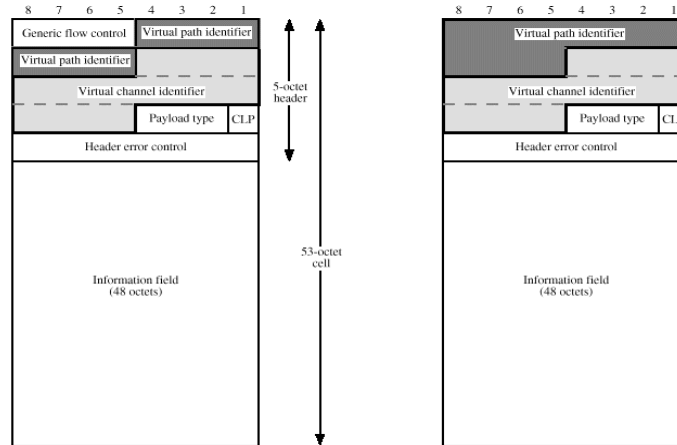 8 7 6 5 4 3 2 1
Generic flow control Virtual path identifier
Virtual path identifier
Virtual channel identifier
Payload type CLP
Header error control
Information field
(48 octets)
5-octet
header
53-octet
cell
8 7 6 5 4 3 2 1
Virtual path identifier
Virtual channel identifier
Payload type CL
Header error control
Information field
(48 octets)